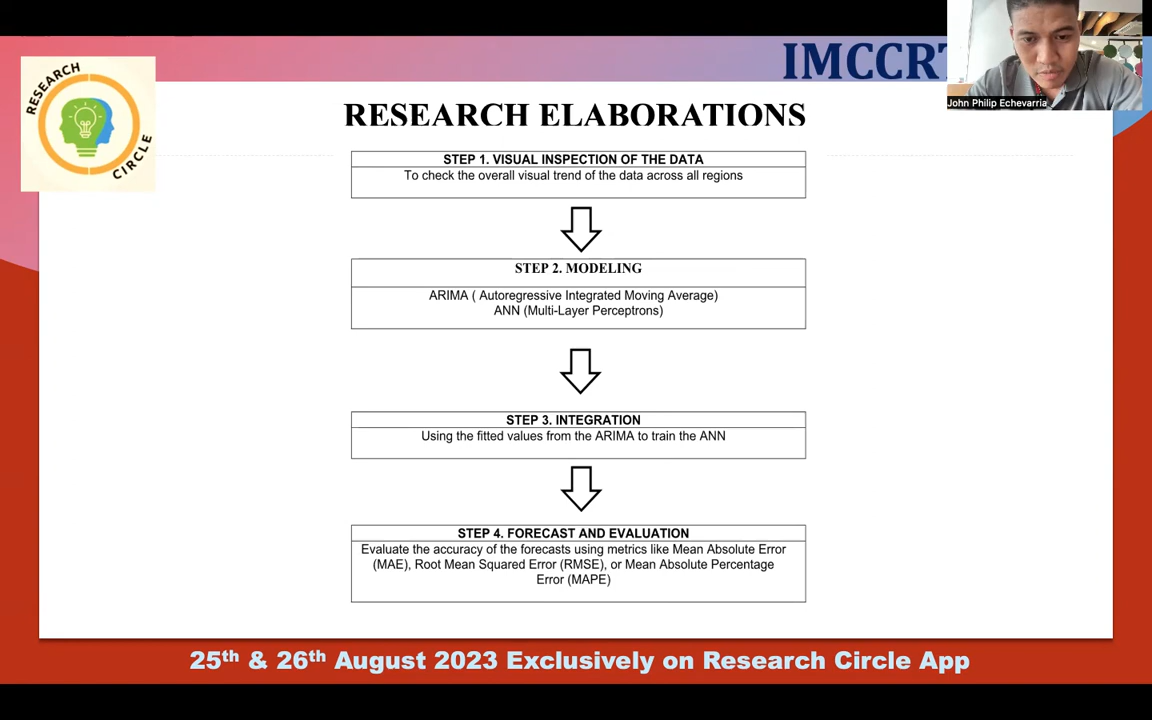 IMCCRT
RESEARCH
CIRCLE
John Philip Echevarria
RESEARCH ELABORATIONS
STEP 1. VISUAL INSPECTION OF THE DATA
To check the overall visual trend of the data across all regions
STEP 2. MODELING
ARIMA ( Autoregressive Integrated Moving Average)
ANN (Multi-Layer Perceptrons)
STEP 3. INTEGRATION
Using the fitted values from the ARIMA to train the ANN
STEP 4. FORECAST AND EVALUATION
Evaluate the accuracy of the forecasts using metrics like Mean Absolute Error
(MAE), Root Mean Squared Error (RMSE), or Mean Absolute Percentage
Error (MAPE)
25th & 26th August 2023 Exclusively on Research Circle App